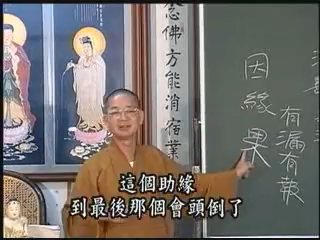 念佛方能消宿業
因緣果
有漏有報
這個助緣
到最後那個會頭倒了